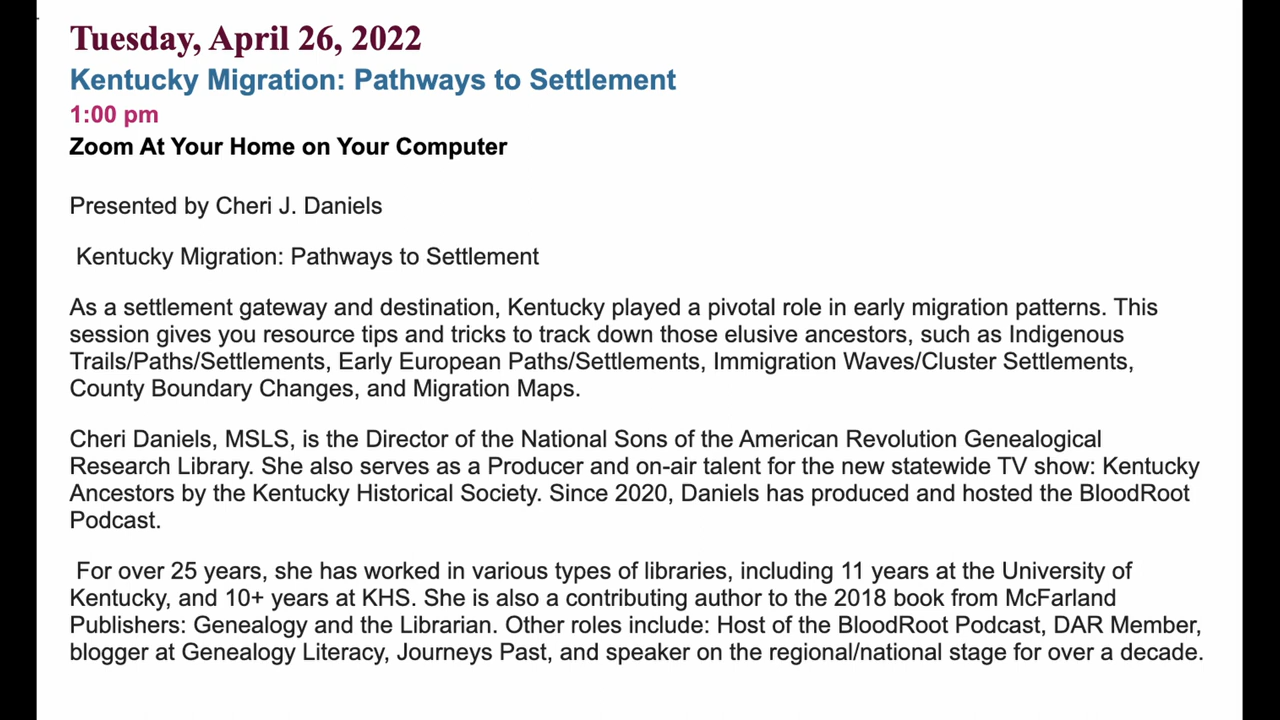 Tuesday, April 26, 2022
Kentucky Migration: Pathways to Settlement
1:00 pm
Zoom At Your Home on Your Computer
Presented by Cheri J. Daniels
Kentucky Migration: Pathways to Settlement
As a settlement gateway and destination, Kentucky played a pivotal role in early migration patterns. This
session gives you resource tips and tricks to track down those elusive ancestors, such as Indigenous
Trails/Paths/Settlements, Early European Paths/Settlements, Immigration Waves/Cluster Settlements,
County Boundary Changes, and Migration Maps.
Cheri Daniels, MSLS, is the Director of the National Sons of the American Revolution Genealogical
Research Library. She also serves as a Producer and on-air talent for the new statewide TV show: Kentucky
Ancestors by the Kentucky Historical Society. Since 2020, Daniels has produced and hosted the BloodRoot
Podcast.
For over 25 years, she has worked in various types of libraries, including 11 years at the University of
Kentucky, and 10+ years at KHS. She is also a contributing author to the 2018 book from McFarland
Publishers: Genealogy and the Librarian. Other roles include: Host of the BloodRoot Podcast, DAR Member,
blogger at Genealogy Literacy, Journeys Past, and speaker on the regional/national stage for over a decade.